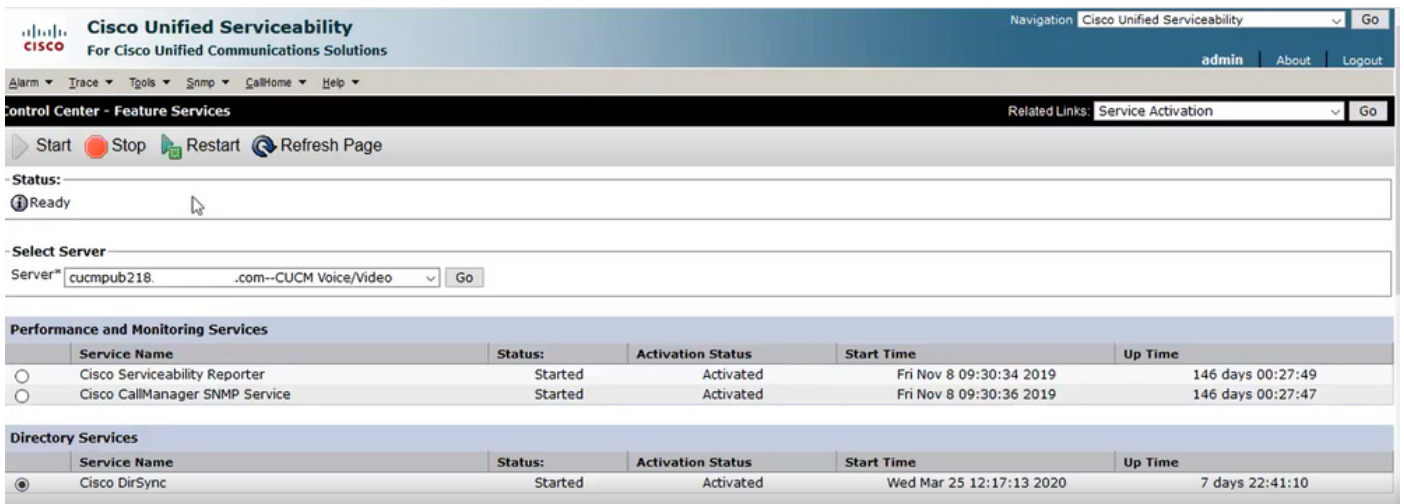 Cisco Unified Serviceability
Navigation Cisco Unified Serviceability Go
CISCO For Cisco Unified Communications Solutions
admin About Logout
Alarm Trace Tools Snmp CallHome Help
Control Center - Feature Services Related Links: Service Activation Go
Start Stop Restart Refresh Page
Status:
Ready
Select Server
Server* cucmpub218. .com--CUCM Voice/Video Go
Performance and Monitoring Services
Service Name Status: Activation Status Start Time Up Time
Cisco Serviceability Reporter Started Activated Fri Nov 8 09:30:34 2019 146 days 00:27:49
Cisco CallManager SNMP Service Started Activated Fri Nov 8 09:30:36 2019 146 days 00:27:47
Directory Services
Service Name Status: Activation Status Start Time Up Time
Cisco DirSync Started Activated Wed Mar 25 12:17:13 2020 7 days 22:41:10